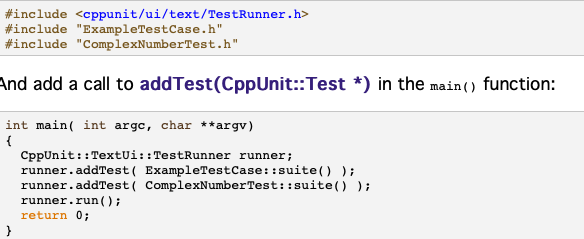 #include <cppunit/ui/text/TestRunner.h>
#include "ExampleTestCase.h"
#include "ComplexNumberTest.h"
And add a call to addTest(CppUnit::Test *) in the main() function:
int main( int argc, char **argv)
{
  CppUnit::TextUi::TestRunner runner;
  runner.addTest( ExampleTestCase::suite() );
  runner.addTest( ComplexNumberTest::suite() );
  runner.run();
  return 0;
}